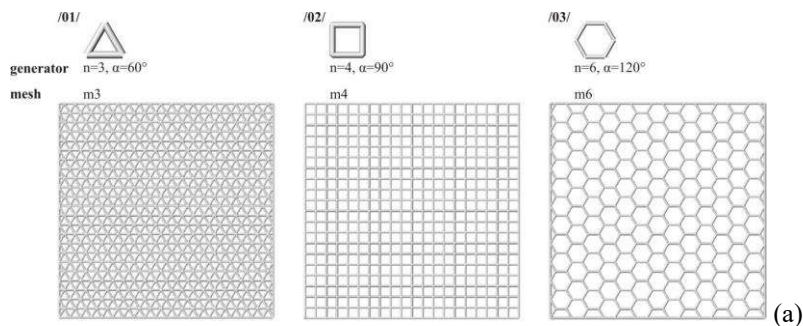 /01/ /02/ /03/
generator n=3, α=60° n=4, α=90° n=6, α=120°
mesh m3 m4 m6
(a)